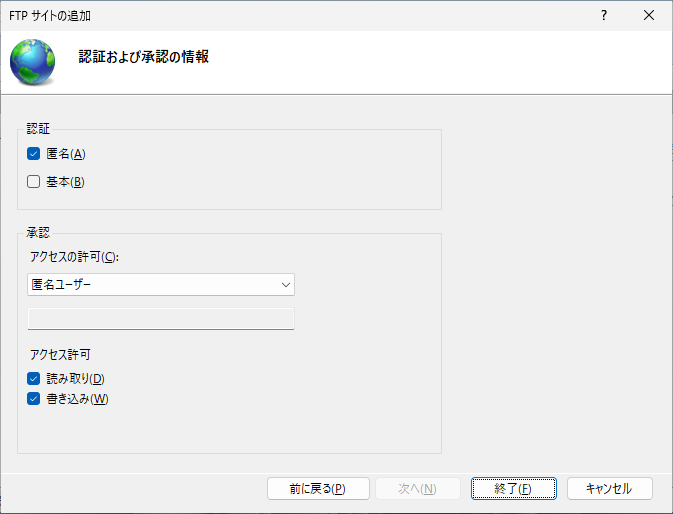 FTP サイトの追加
?
認証および承認の情報
認証
匿名(A)
基本(B)
承認
アクセスの許可(C):
匿名ユーザー
アクセス許可
読み取り(D)
書き込み(W)
前に戻る(P) 次へ(N) 終了(F) キャンセル